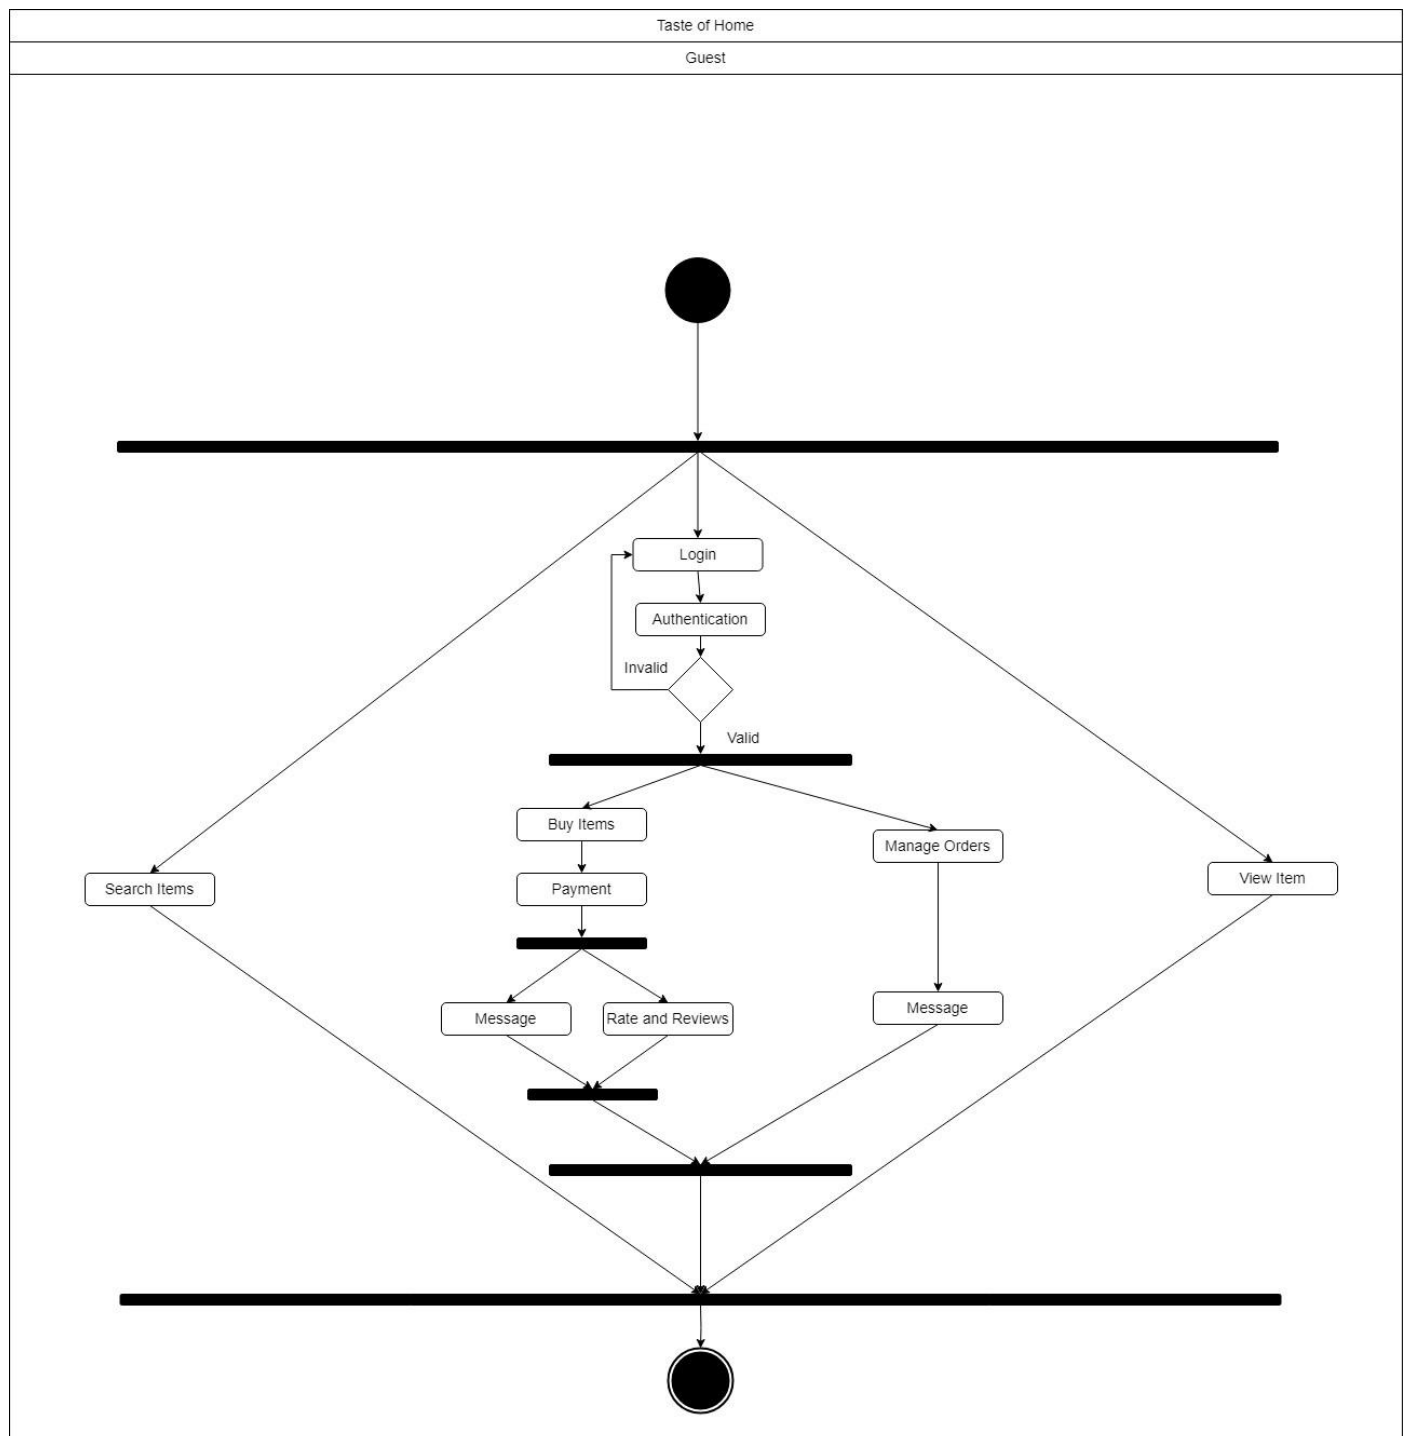 Taste of Home
Guest
Login
Authentication
Invalid
Valid
Buy Items
Manage Orders
Search Items
Payment
View Item
Message
Rate and Reviews
Message